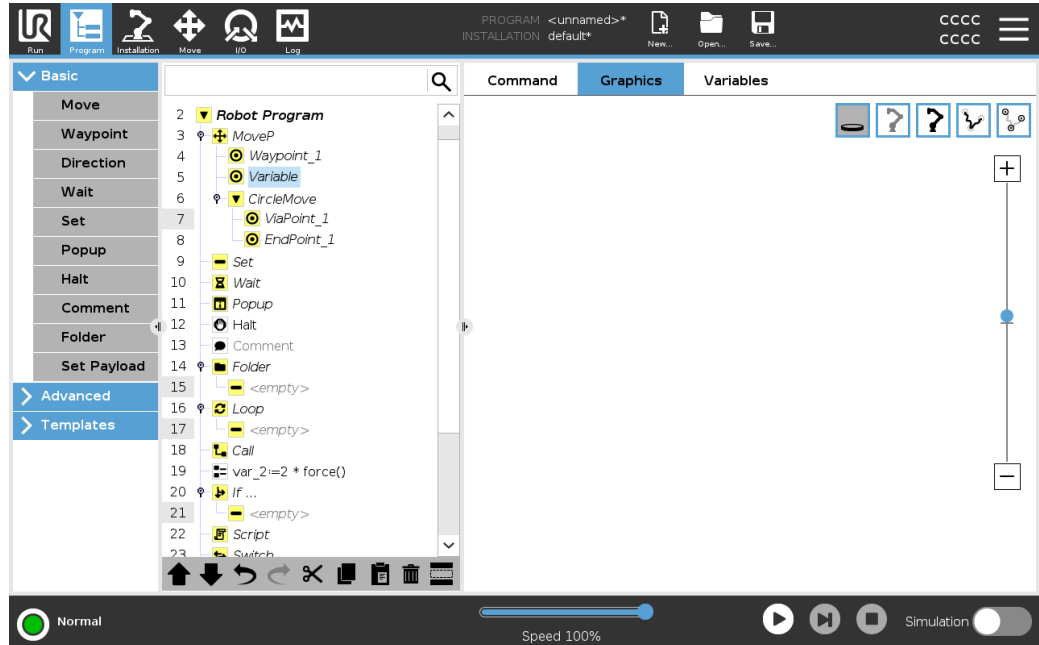 PROGRAM <unnamed>*
INSTALLATION default*
CCCC
CCCC
Run
Program
Installation
Move
I/O
Log
New...
Open...
Save...
Basic
Move
Waypoint
Direction
Wait
Set
Popup
Halt
Comment
Folder
Set Payload
Advanced
Templates
2 Robot Program
3 MoveP
4 Waypoint_1
5 Variable
6 CircleMove
7 ViaPoint_1
8 EndPoint_1
9 Set
10 Wait
11 Popup
12 Halt
13 Comment
14 Folder
15 <empty>
16 Loop
17 <empty>
18 Call
19 var_2:=2 * force()
20 If ...
21 <empty>
22 Script
23 Switch
Command
Graphics
Variables
Normal
Speed 100%
Simulation